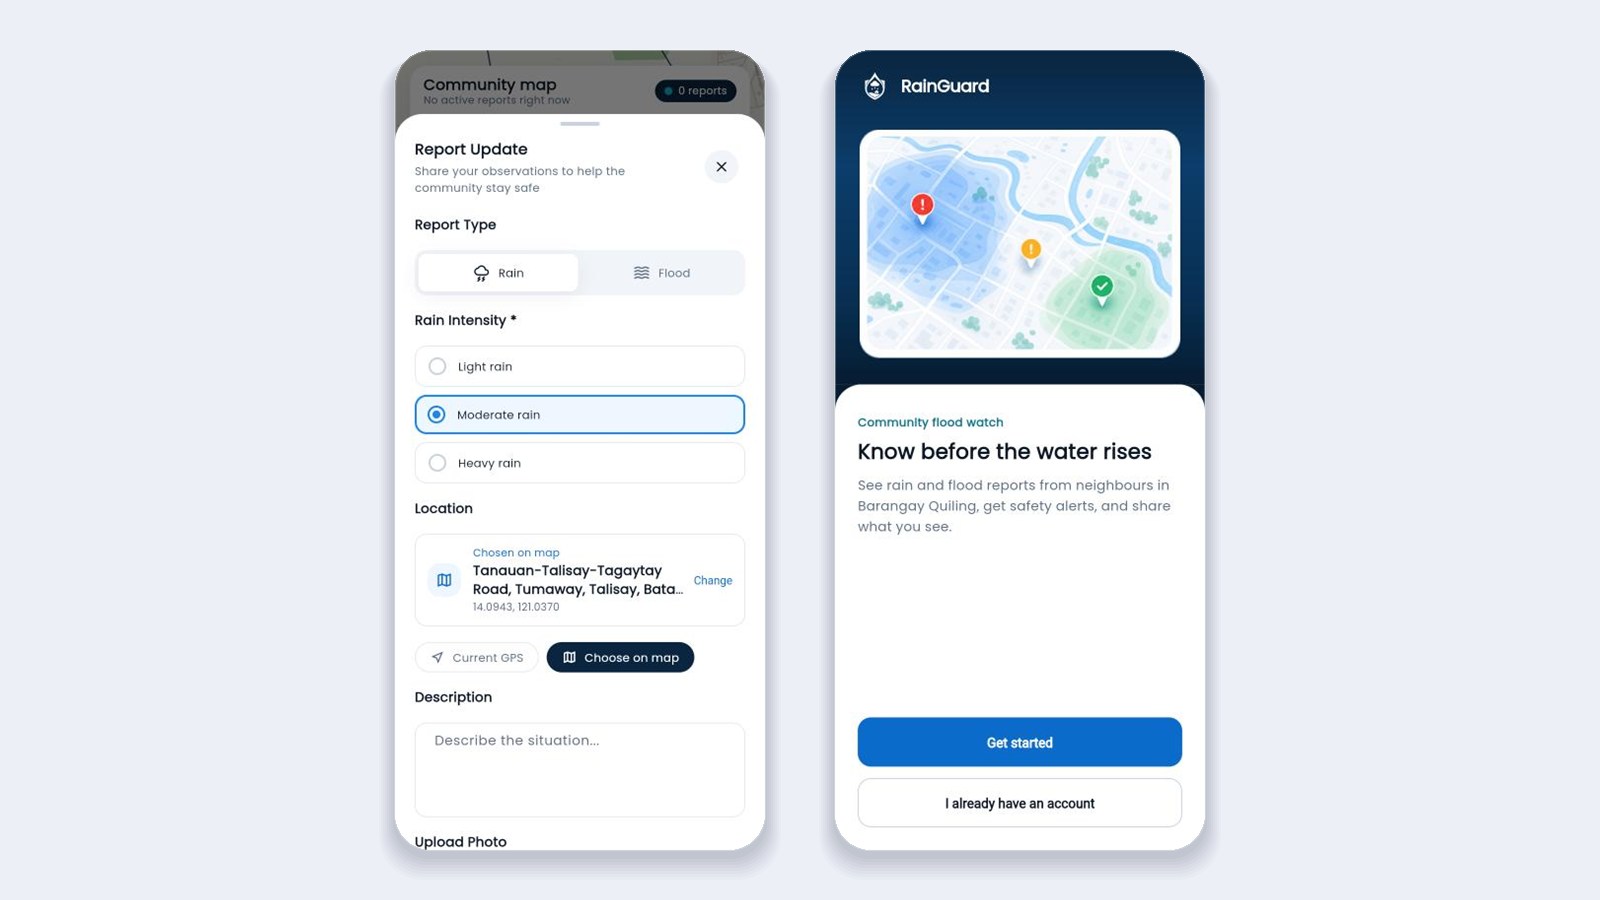 Community map
No active reports right now
0 reports
Report Update
Share your observations to help the
community stay safe
Report Type
Rain
Flood
Rain Intensity *
Light rain
Moderate rain
Heavy rain
Location
Chosen on map
Tanauan-Talisay-Tagaytay
Road, Tumaway, Talisay, Bata...
14.0943, 121.0370
Change
Current GPS
Choose on map
Description
Describe the situation...
Upload Photo
RainGuard
Community flood watch
Know before the water rises
See rain and flood reports from neighbours in
Barangay Quiling, get safety alerts, and share
what you see.
Get started
I already have an account